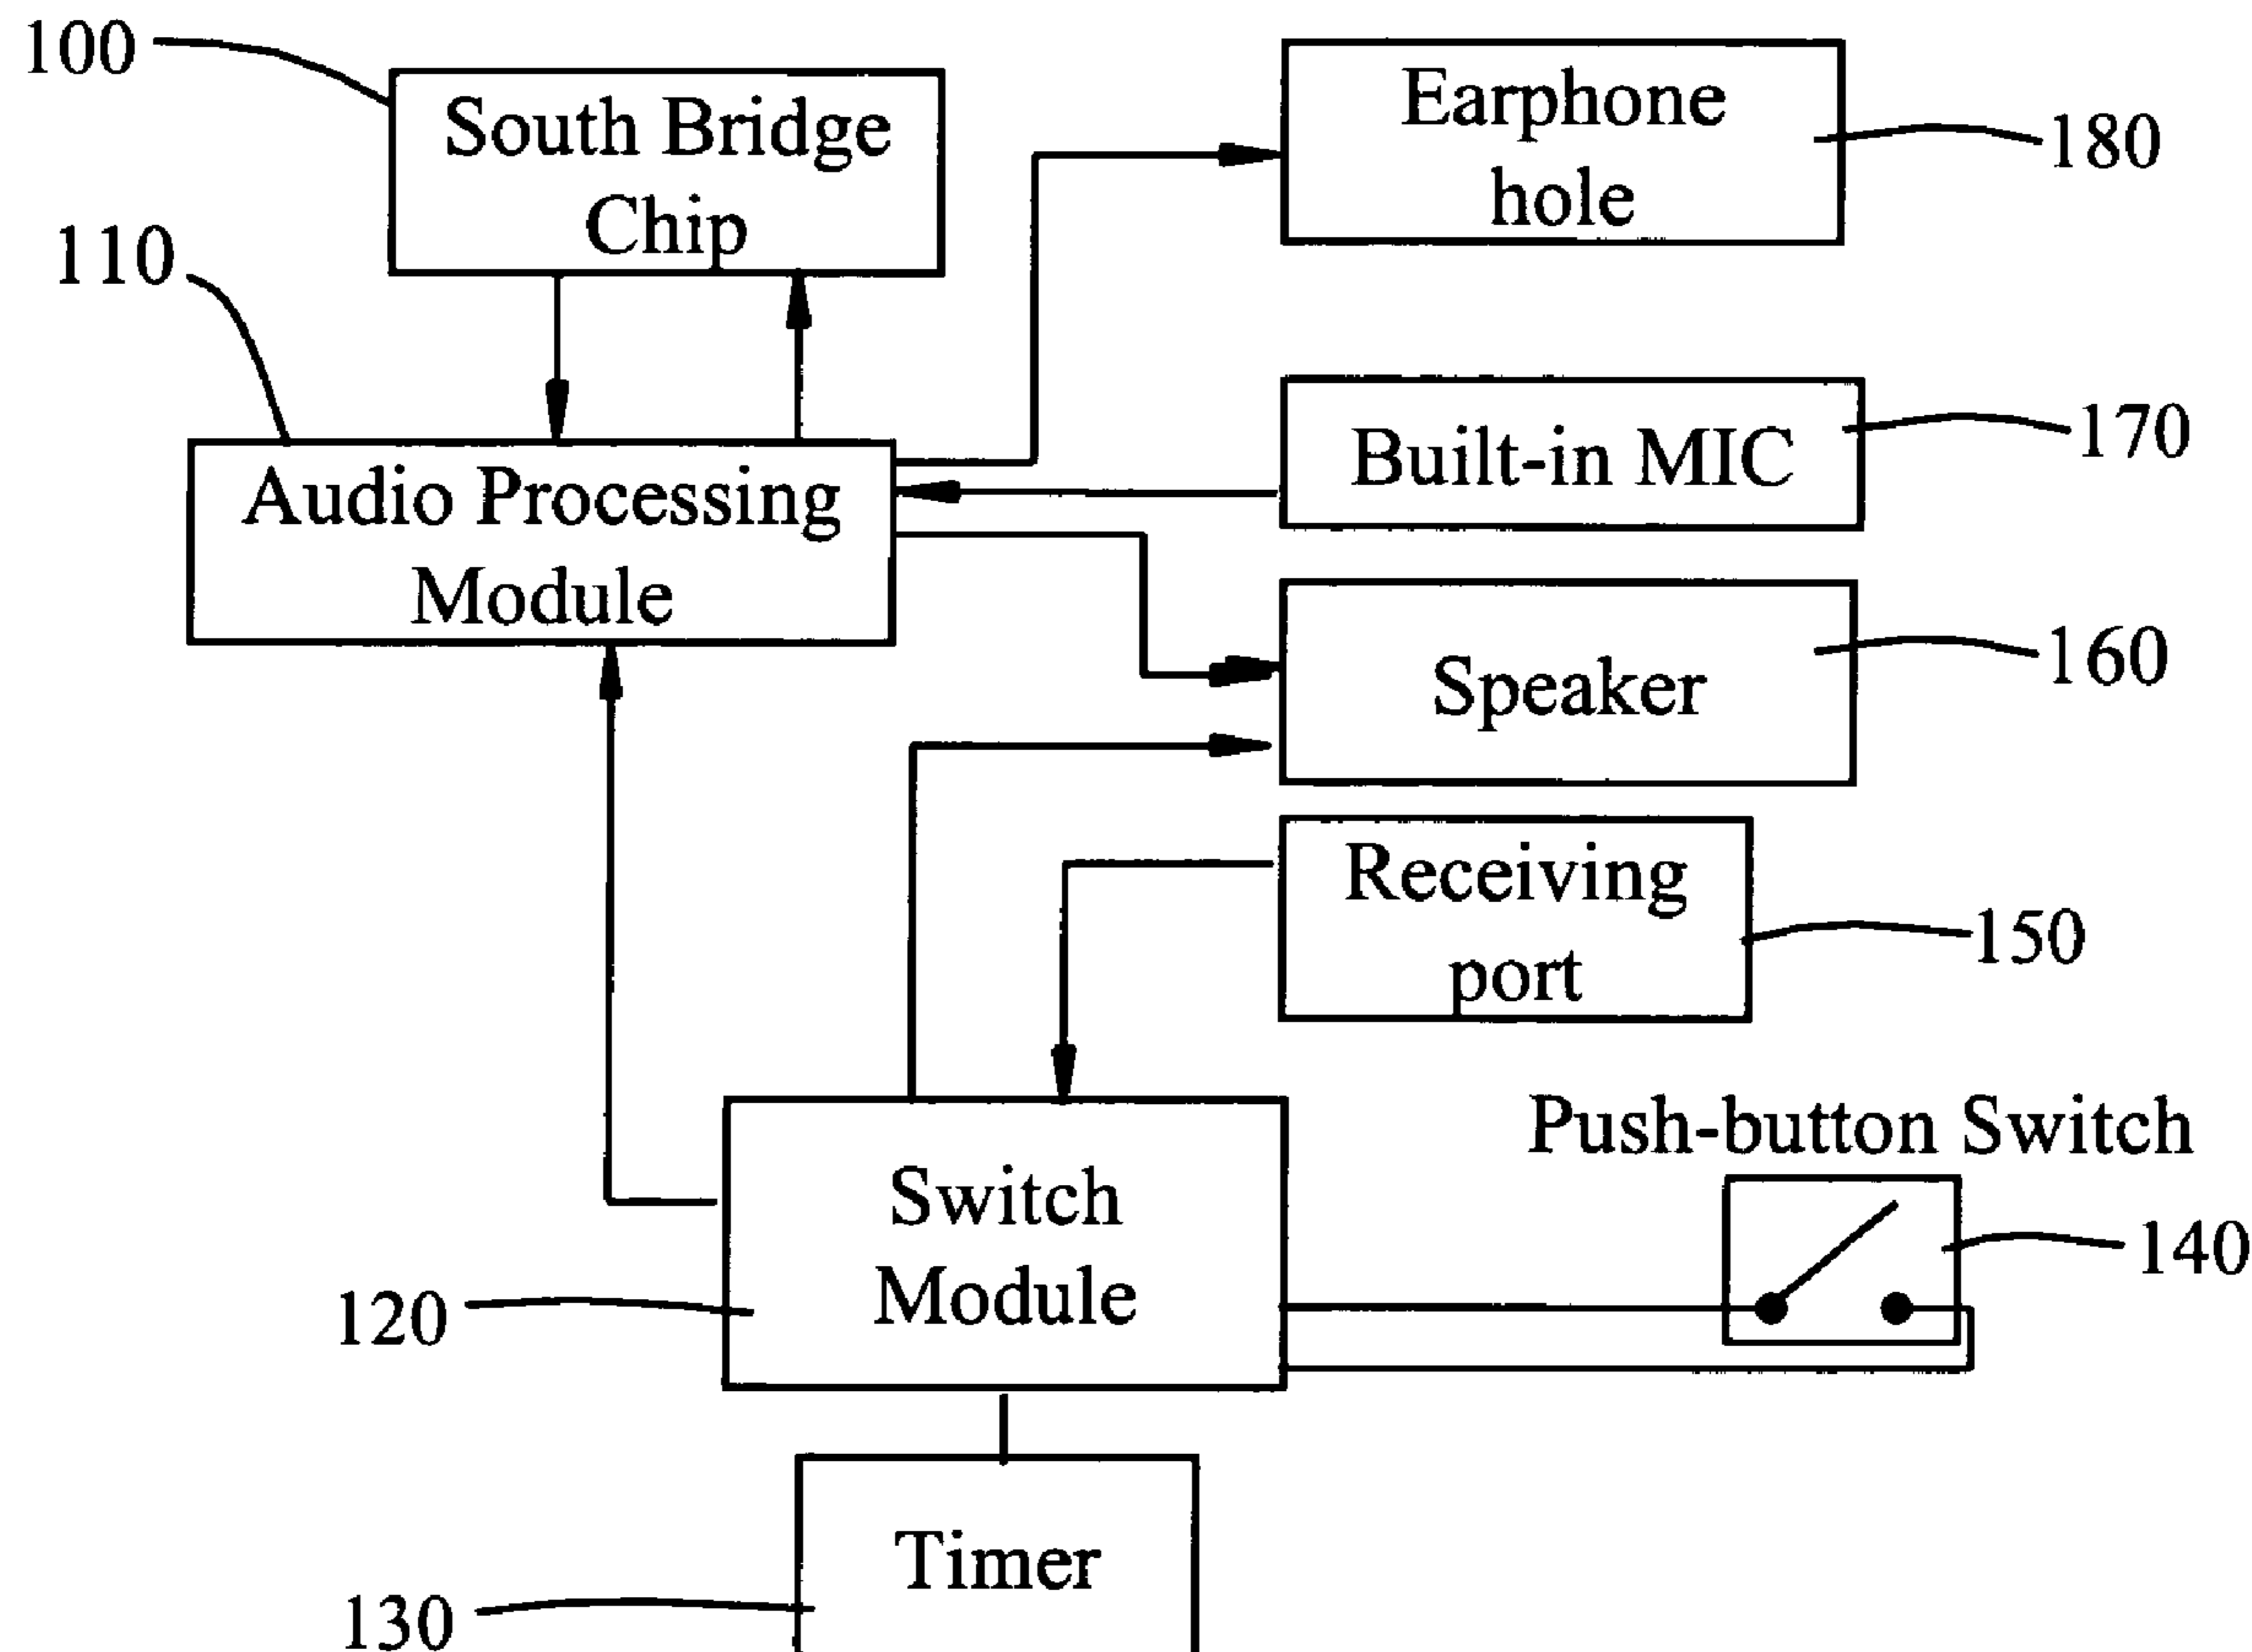 100
South Bridge
Chip
Earphone
hole
180
110
Audio Processing
Module
Built-in MIC
170
Speaker
160
Receiving
port
150
Push-button Switch
Switch
Module
140
120
Timer
130